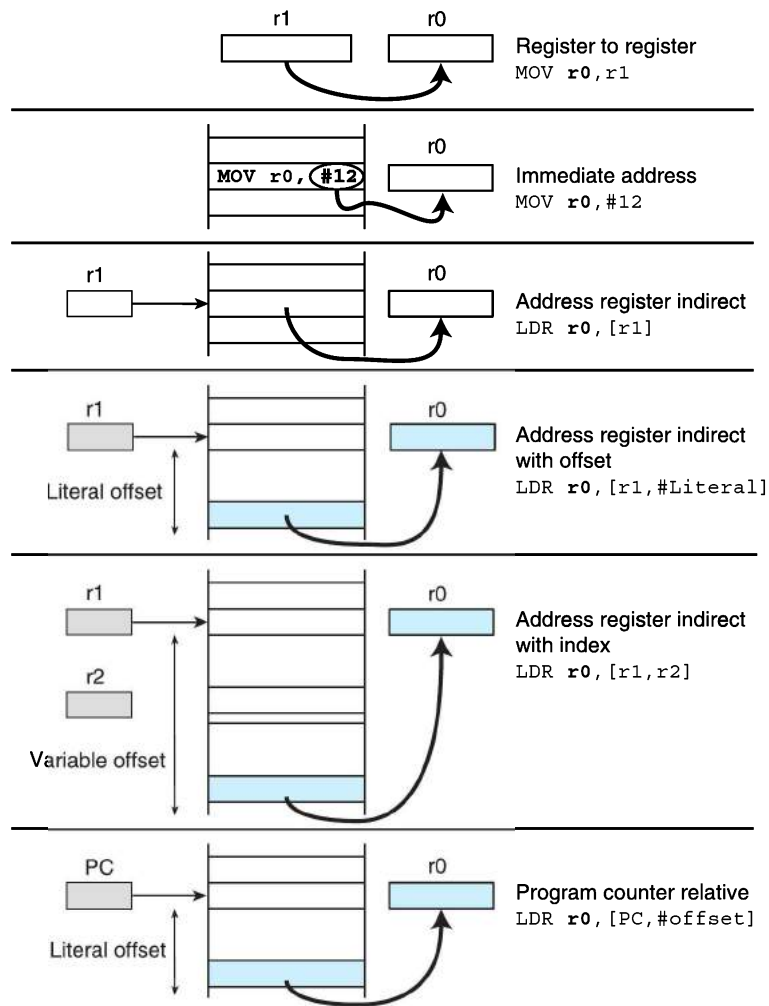 r1
r0
Register to register
MOV r0,r1
r0
MOV r0, #12
Immediate address
MOV r0,#12
r1
r0
Address register indirect
LDR r0,[r1]
r1
r0
Address register indirect
with offset
Literal offset
LDR r0,[r1,#Literal]
r1
r0
Address register indirect
with index
LDR r0,[r1,r2]
r2
Variable offset
PC
r0
Program counter relative
LDR r0,[PC,#offset]
Literal offset